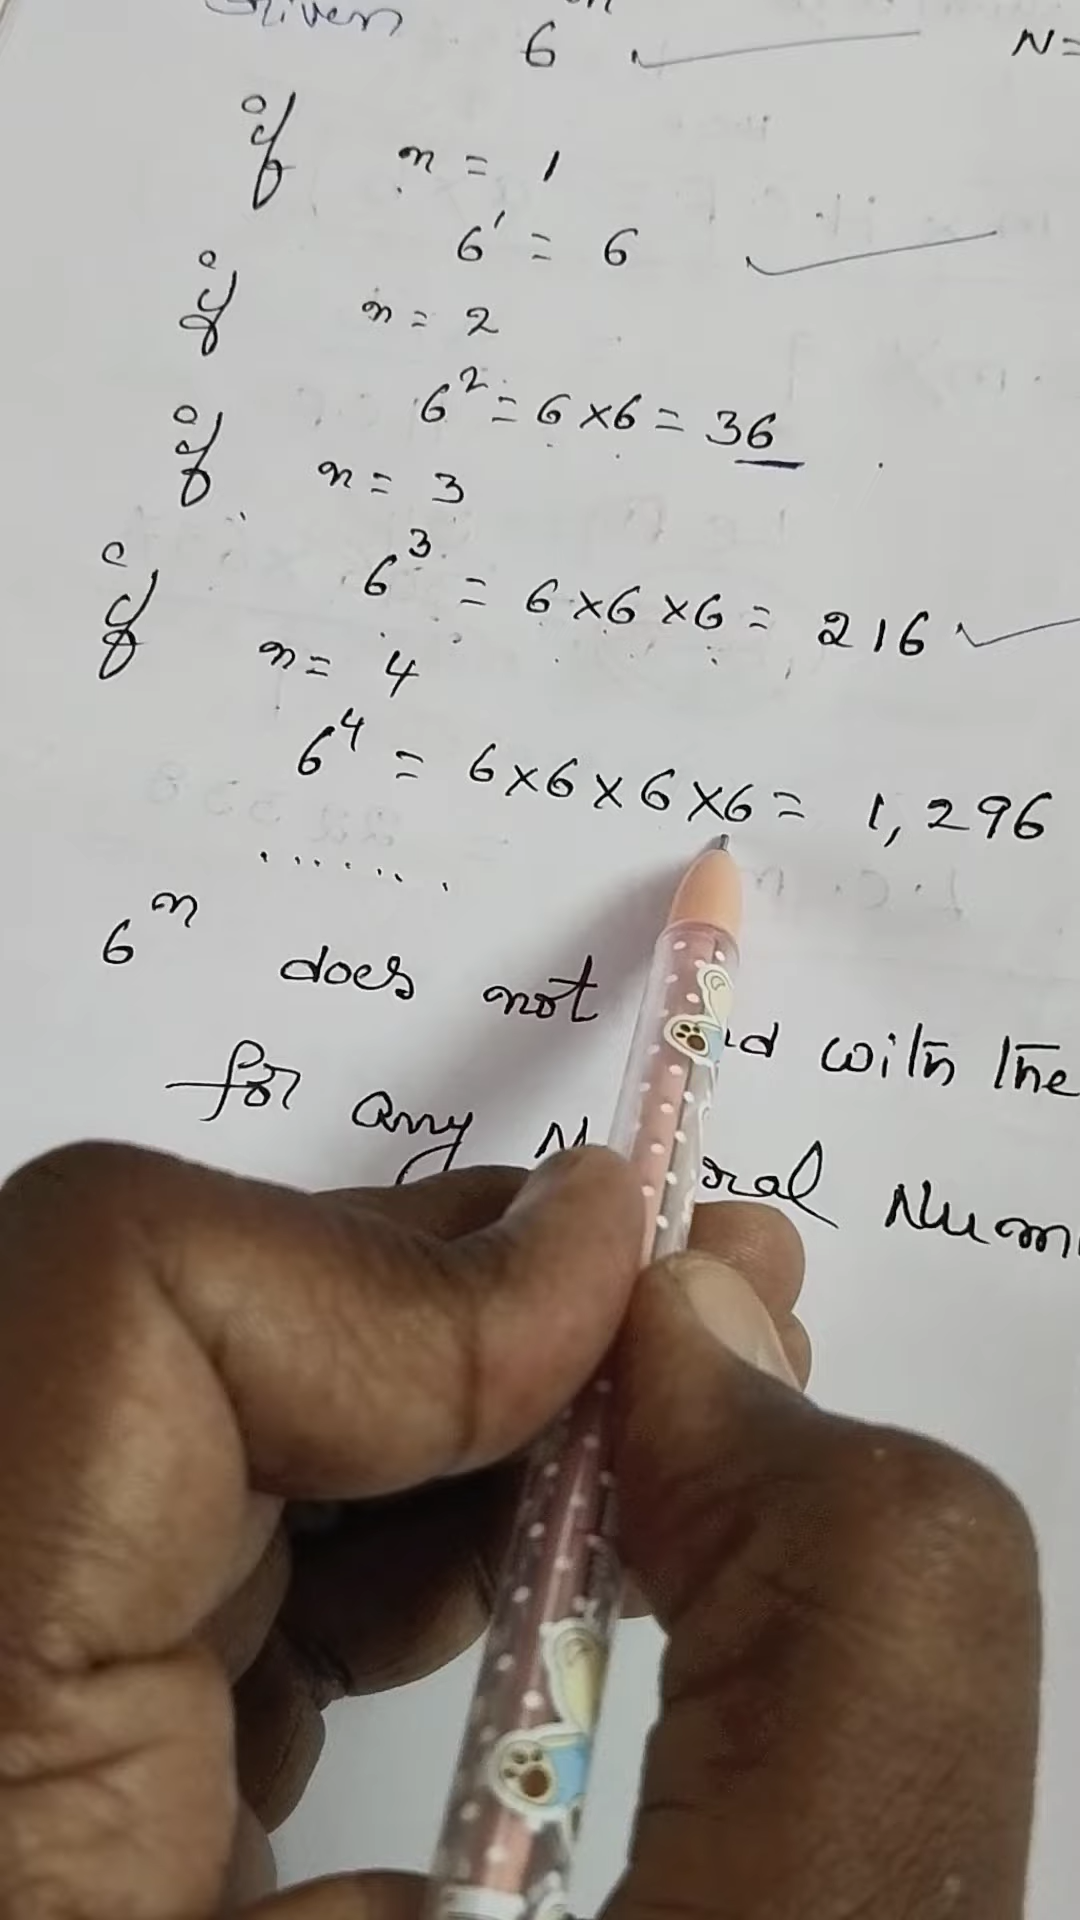 Given 6 N=
if n = 1
6¹ = 6
if n = 2
6² = 6 × 6 = 36
if n = 3
6³ = 6 × 6 × 6 = 216
if n = 4
6⁴ = 6 × 6 × 6 × 6 = 1,296
.......
6ⁿ does not with the
for any Num